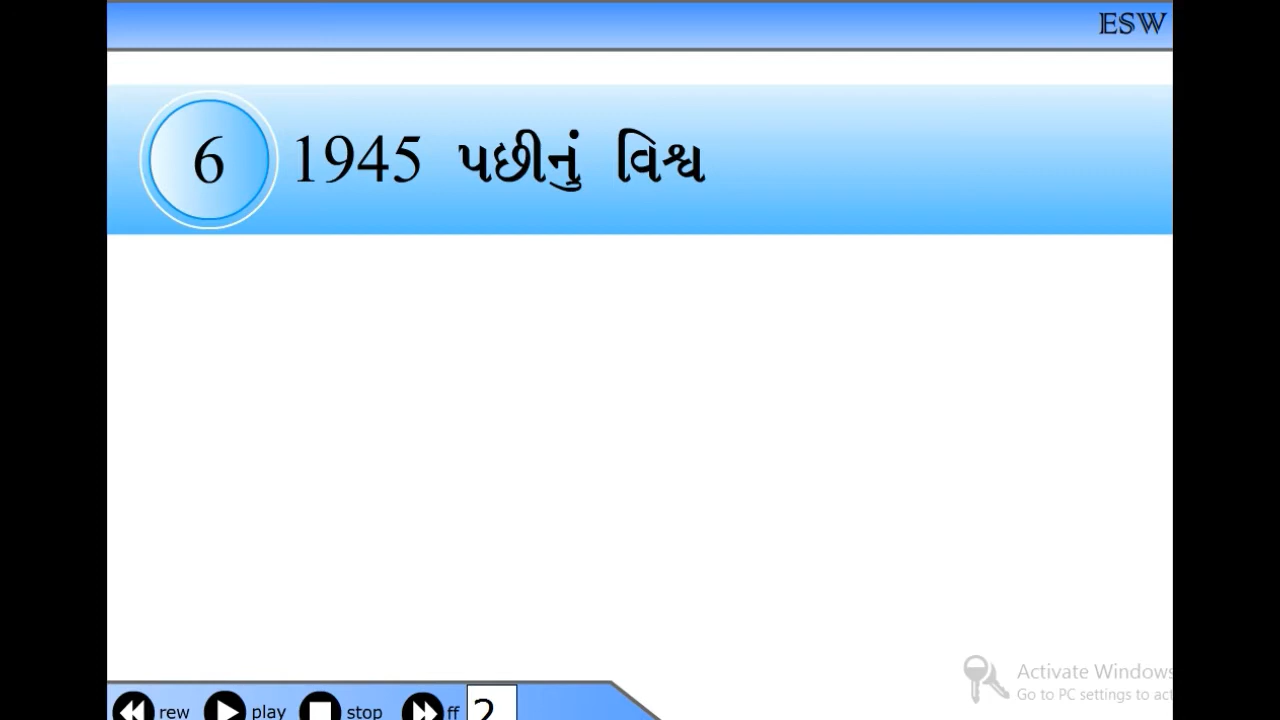 ESW
6 1945 પછીનું વિશ્વ
Activate Windows
Go to PC settings to act
rew play stop ff 2